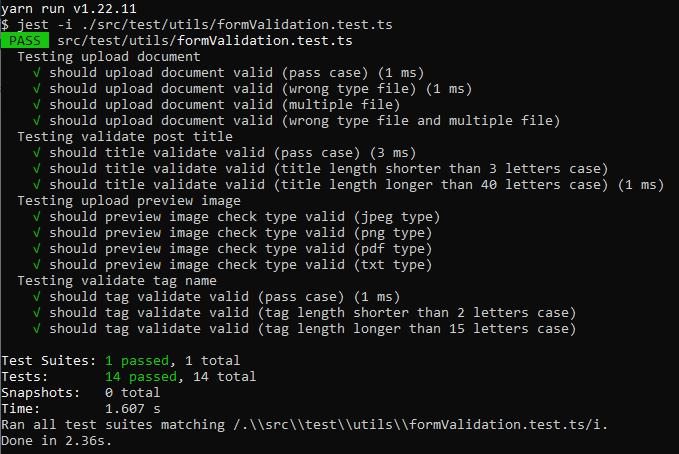 yarn run v1.22.11
$ jest -i ./src/test/utils/formValidation.test.ts
PASS src/test/utils/formValidation.test.ts
Testing upload document
√ should upload document valid (pass case) (1 ms)
√ should upload document valid (wrong type file) (1 ms)
√ should upload document valid (multiple file)
√ should upload document valid (wrong type file and multiple file)
Testing validate post title
√ should title validate valid (pass case) (3 ms)
√ should title validate valid (title length shorter than 3 letters case)
√ should title validate valid (title length longer than 40 letters case) (1 ms)
Testing upload preview image
√ should preview image check type valid (jpeg type)
√ should preview image check type valid (png type)
√ should preview image check type valid (pdf type)
√ should preview image check type valid (txt type)
Testing validate tag name
√ should tag validate valid (pass case) (1 ms)
√ should tag validate valid (tag length shorter than 2 letters case)
√ should tag validate valid (tag length longer than 15 letters case)
Test Suites: 1 passed, 1 total
Tests: 14 passed, 14 total
Snapshots: 0 total
Time: 1.607 s
Ran all test suites matching /.\\src\\test\\utils\\formValidation.test.ts/i.
Done in 2.36s.